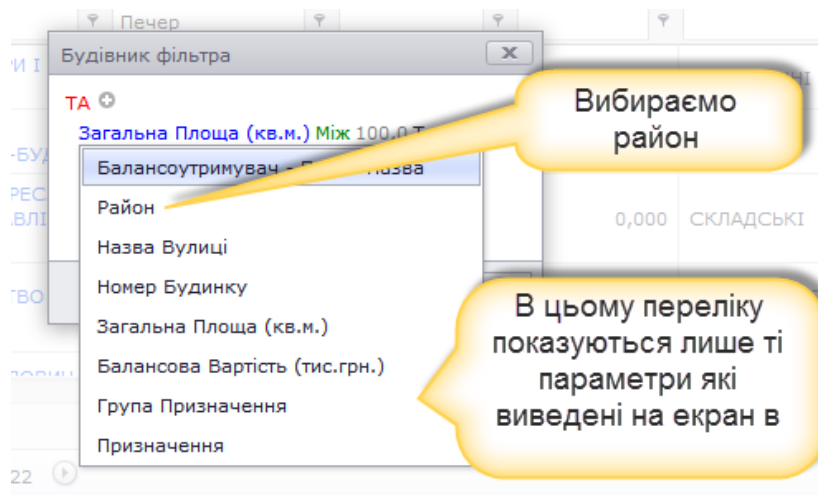 Печер
Будівник фільтра
ТА
Загальна Площа (кв.м.) Між 100,0
Балансоутримувач -
Район
Назва Вулиці
Номер Будинку
Загальна Площа (кв.м.)
Балансова Вартість (тис.грн.)
Група Призначення
Призначення
Вибираємо
район
0,000 СКЛАДСЬКІ
В цьому переліку
показуються лише ті
параметри які
виведені на екран в
22